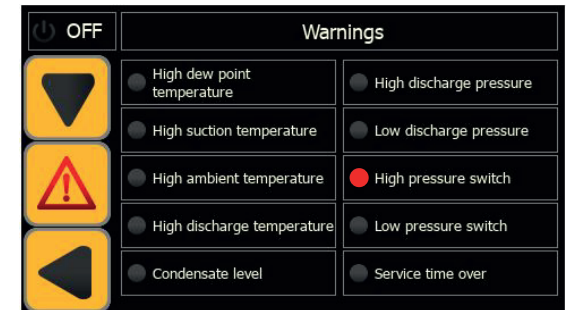 OFF
Warnings
High dew point
temperature
High suction temperature
High ambient temperature
High discharge temperature
Condensate level
High discharge pressure
Low discharge pressure
High pressure switch
Low pressure switch
Service time over